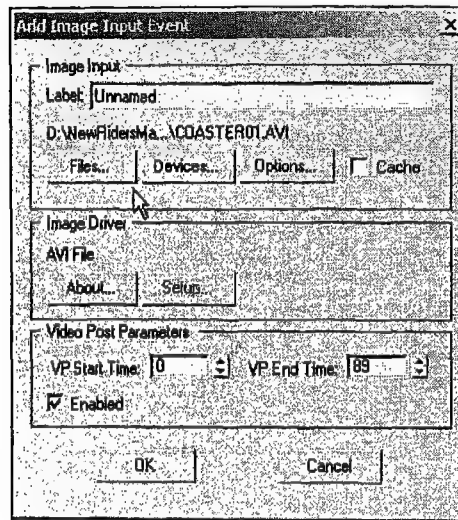 Add Image Input Event
Image Input
Label: Unnamed
D:\NewRidersMa...\COASTER01.AVI
Files... Devices... Options... Cache
Image Driver
AVI File
About... Setup...
Video Post Parameters
VP Start Time: 0 VP End Time: 89
Enabled
OK Cancel